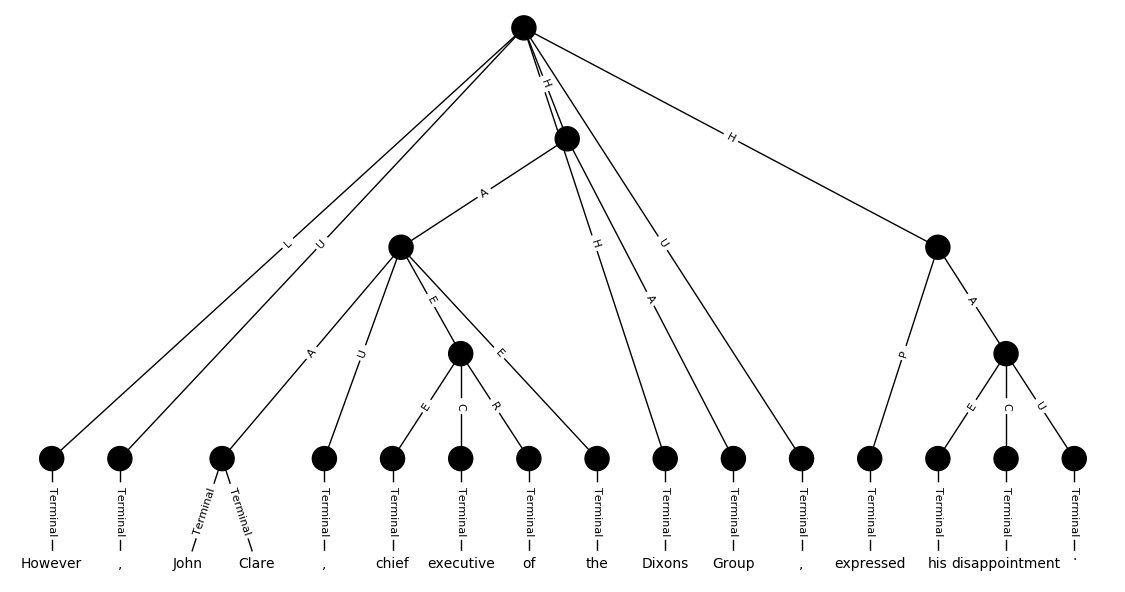 H
H
A
L
U
H
U
E
A
A
A
U
E
P
E
C
R
E
C
U
Terminal Terminal Terminal Terminal Terminal Terminal Terminal Terminal Terminal Terminal Terminal Terminal Terminal Terminal Terminal Terminal
However , John Clare , chief executive of the Dixons Group , expressed his disappointment .